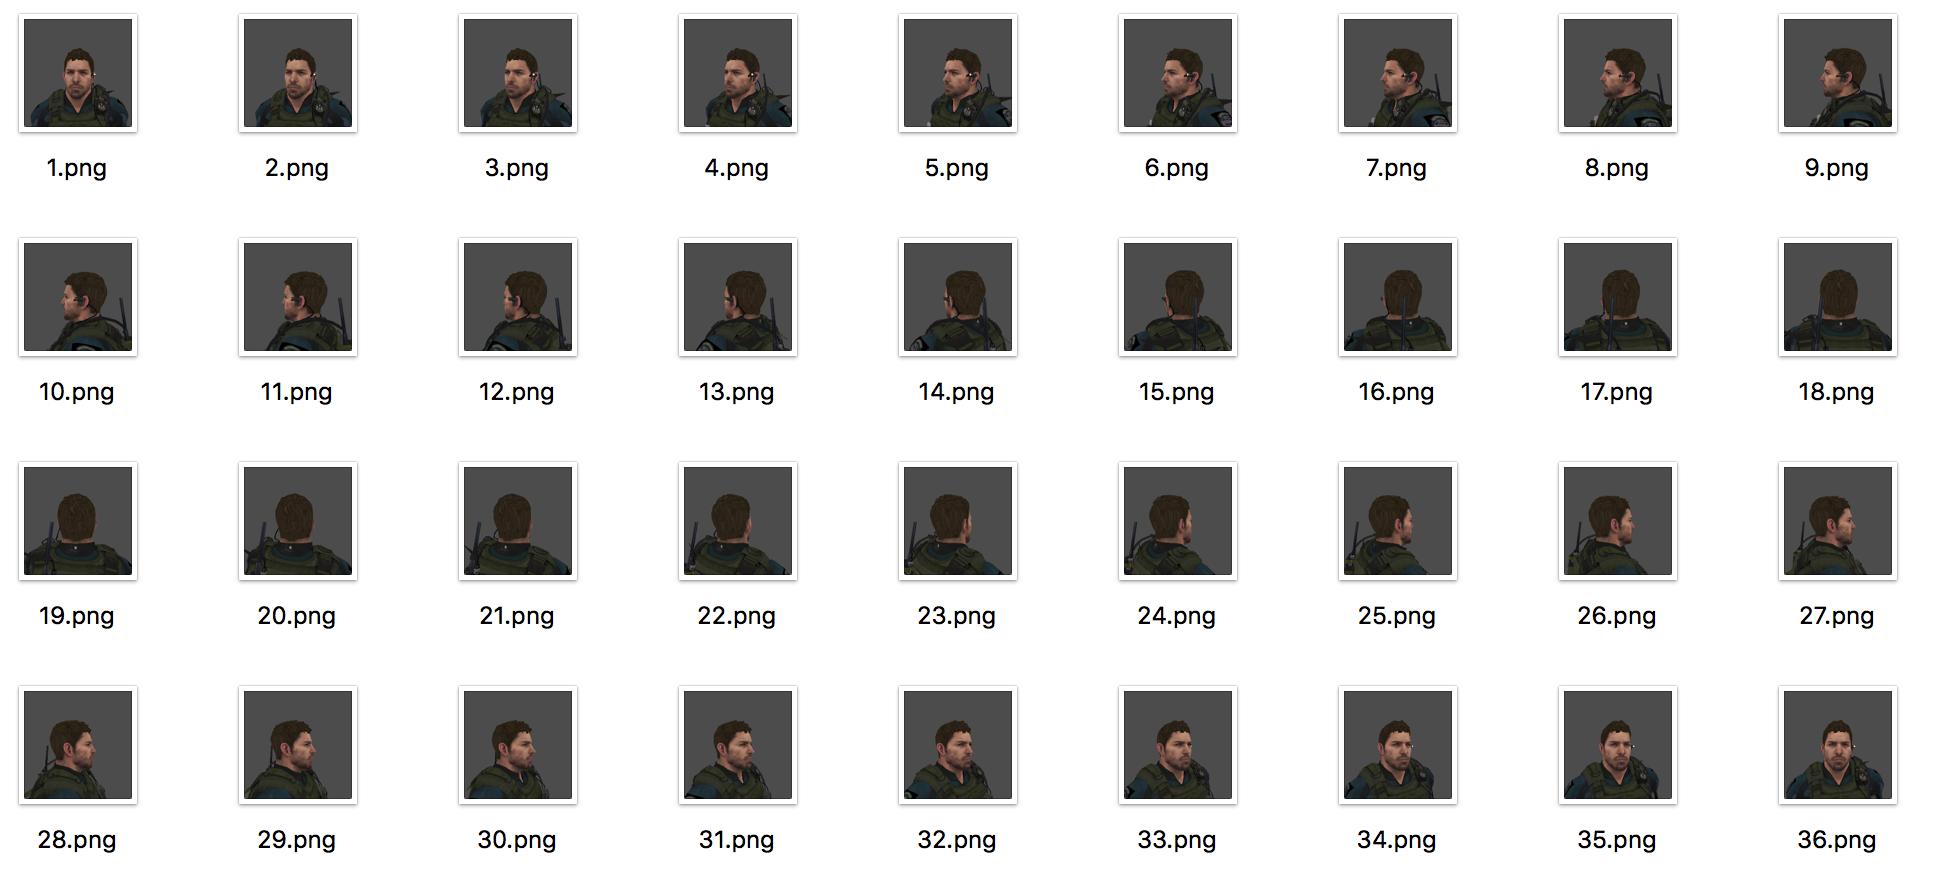 1.png 2.png 3.png 4.png 5.png 6.png 7.png 8.png 9.png
10.png 11.png 12.png 13.png 14.png 15.png 16.png 17.png 18.png
19.png 20.png 21.png 22.png 23.png 24.png 25.png 26.png 27.png
28.png 29.png 30.png 31.png 32.png 33.png 34.png 35.png 36.png